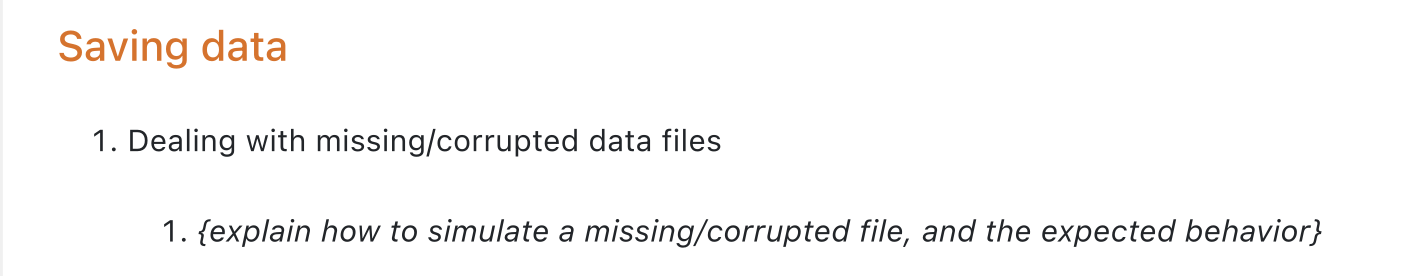 Saving data
1. Dealing with missing/corrupted data files
1. {explain how to simulate a missing/corrupted file, and the expected behavior}